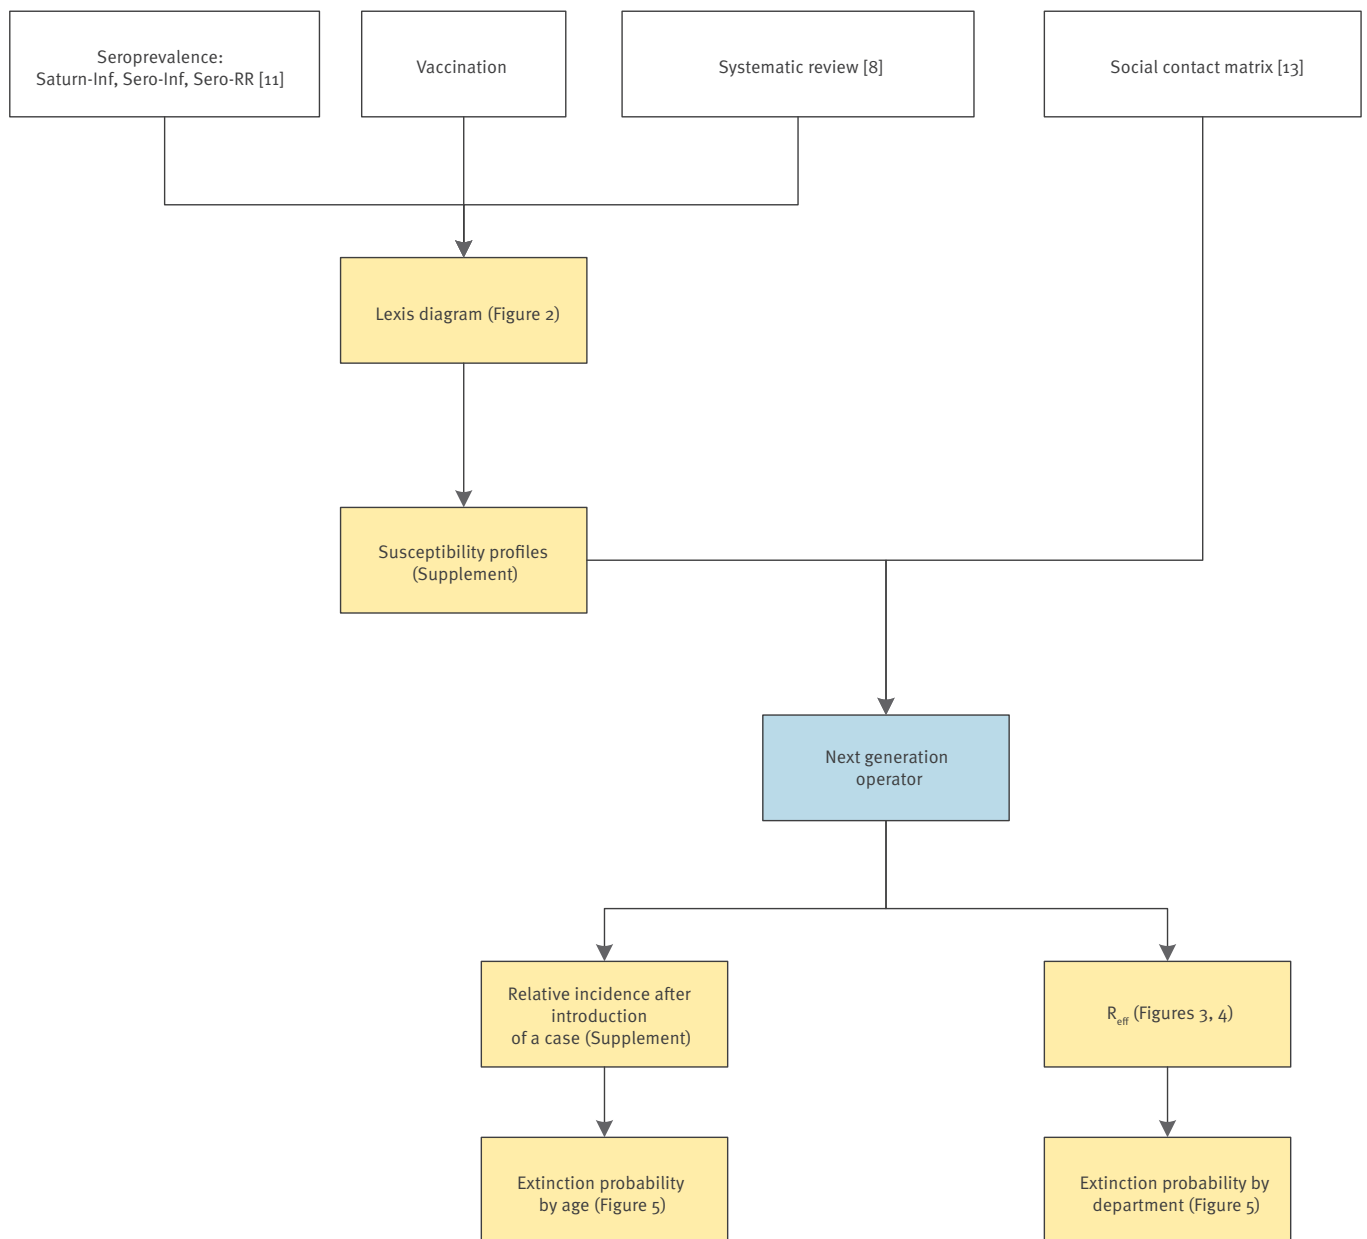 Seroprevalence:
Saturn-Inf, Sero-Inf, Sero-RR [11]
Vaccination
Systematic review [8]
Social contact matrix [13]
Lexis diagram (Figure 2)
Susceptibility profiles
(Supplement)
Next generation
operator
Relative incidence after
introduction
of a case (Supplement)
Reff (Figures 3, 4)
Extinction probability
by age (Figure 5)
Extinction probability by
department (Figure 5)